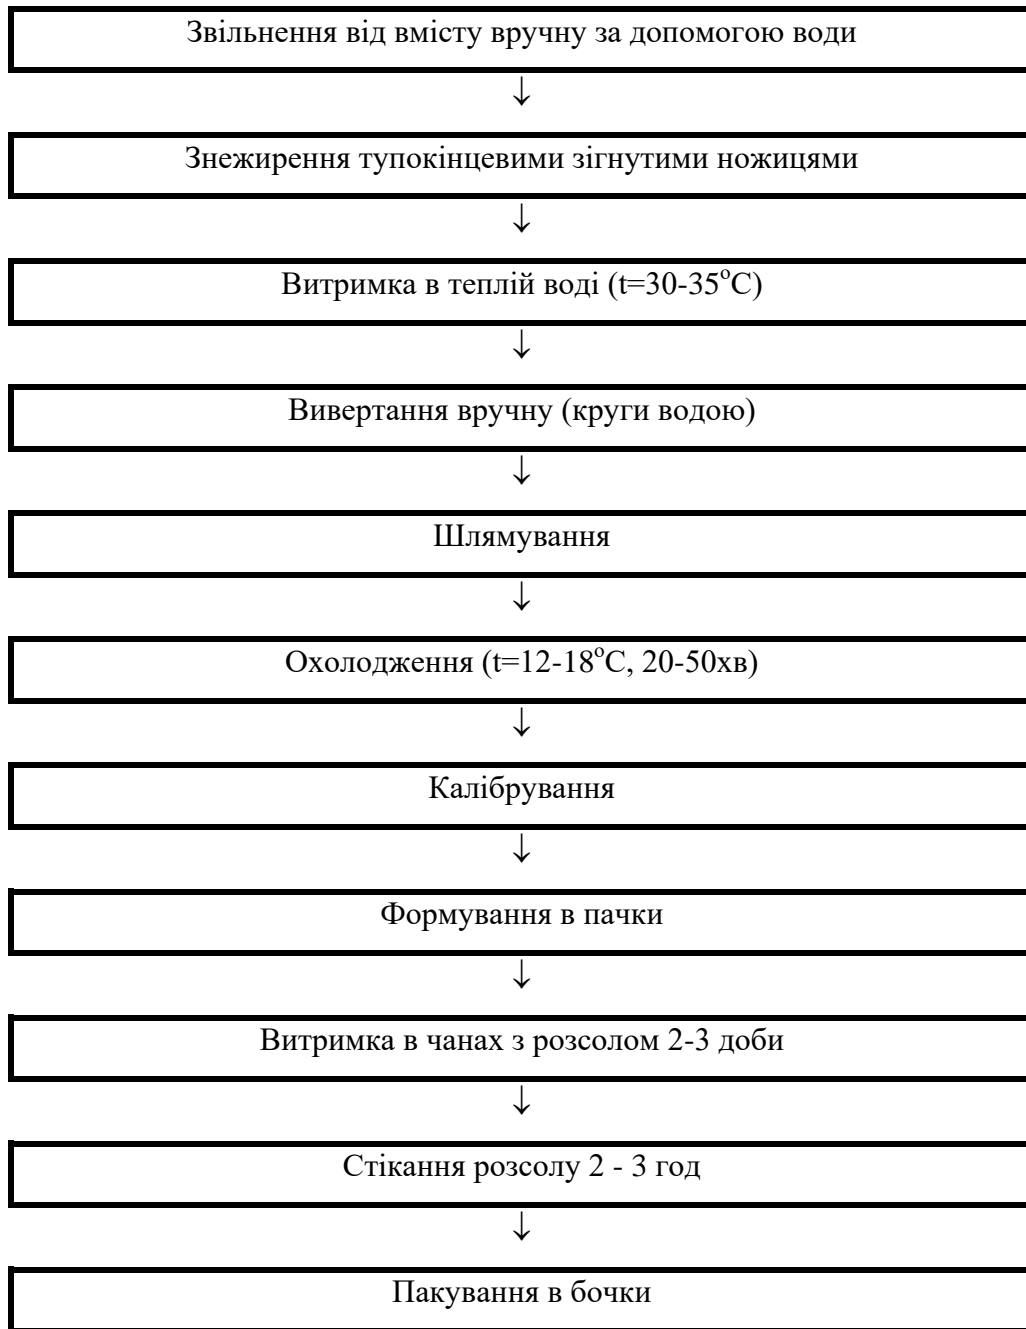 Звільнення від вмісту вручну за допомогою води
↓
Знежирення тупокінцевими зігнутими ножицями
↓
Витримка в теплій воді (t=30-35°С)
↓
Вивертання вручну (круги водою)
↓
Шлямування
↓
Охолодження (t=12-18°С, 20-50хв)
↓
Калібрування
↓
Формування в пачки
↓
Витримка в чанах з розсолом 2-3 доби
↓
Стікання розсолу 2 - 3 год
↓
Пакування в бочки